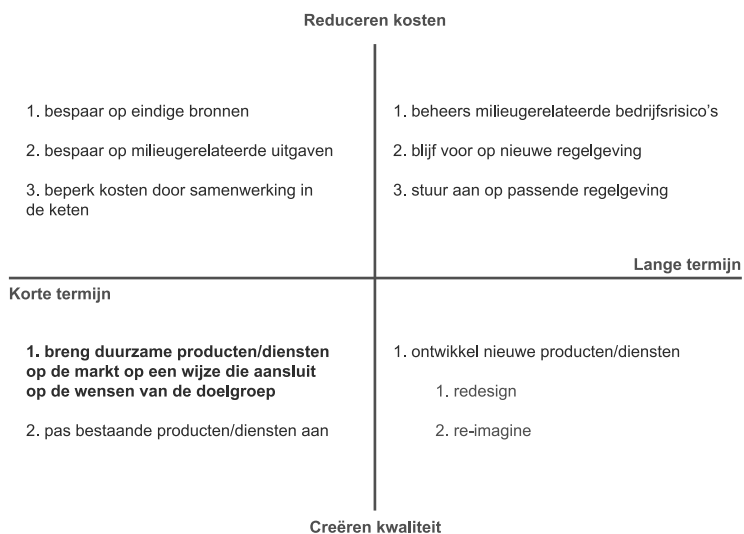 Reduceren kosten
1. bespaar op eindige bronnen
2. bespaar op milieugerelateerde uitgaven
3. beperk kosten door samenwerking in
de keten
1. beheers milieugerelateerde bedrijfsrisico's
2. blijf voor op nieuwe regelgeving
3. stuur aan op passende regelgeving
Lange termijn
Korte termijn
1. breng duurzame producten/diensten
op de markt op een wijze die aansluit
op de wensen van de doelgroep
2. pas bestaande producten/diensten aan
1. ontwikkel nieuwe producten/diensten
1. redesign
2. re-imagine
Creëren kwaliteit